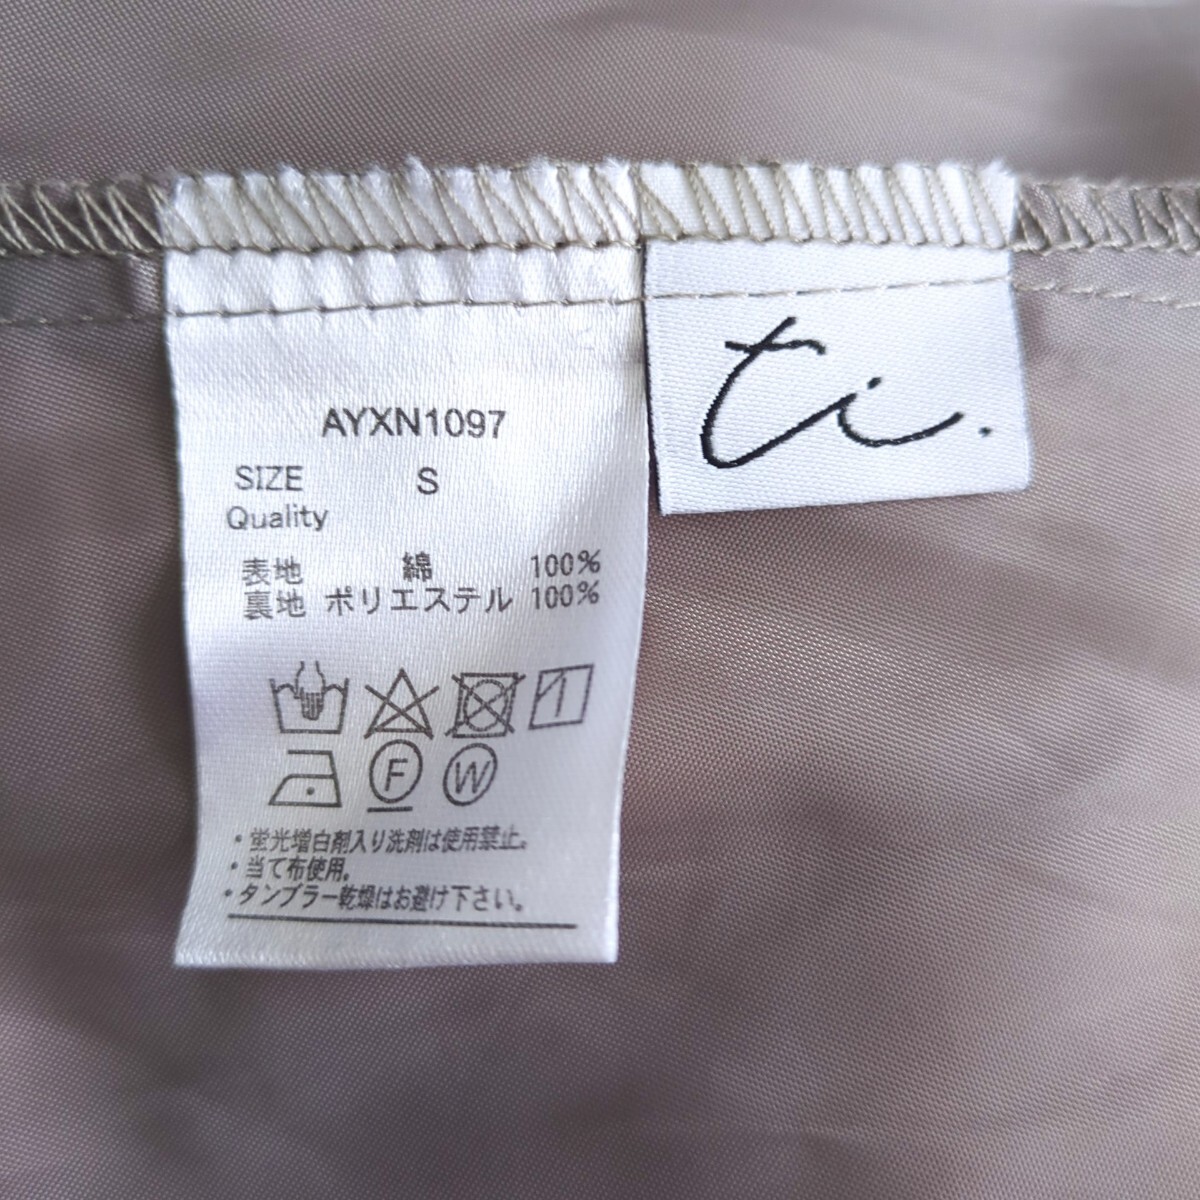 AYXN1097
SIZE S
Quality
表地 綿 100%
裏地 ポリエステル 100%
F W
・蛍光増白剤入り洗剤は使用禁止。
・当て布使用。
・タンブラー乾燥はお避け下さい。
ti.